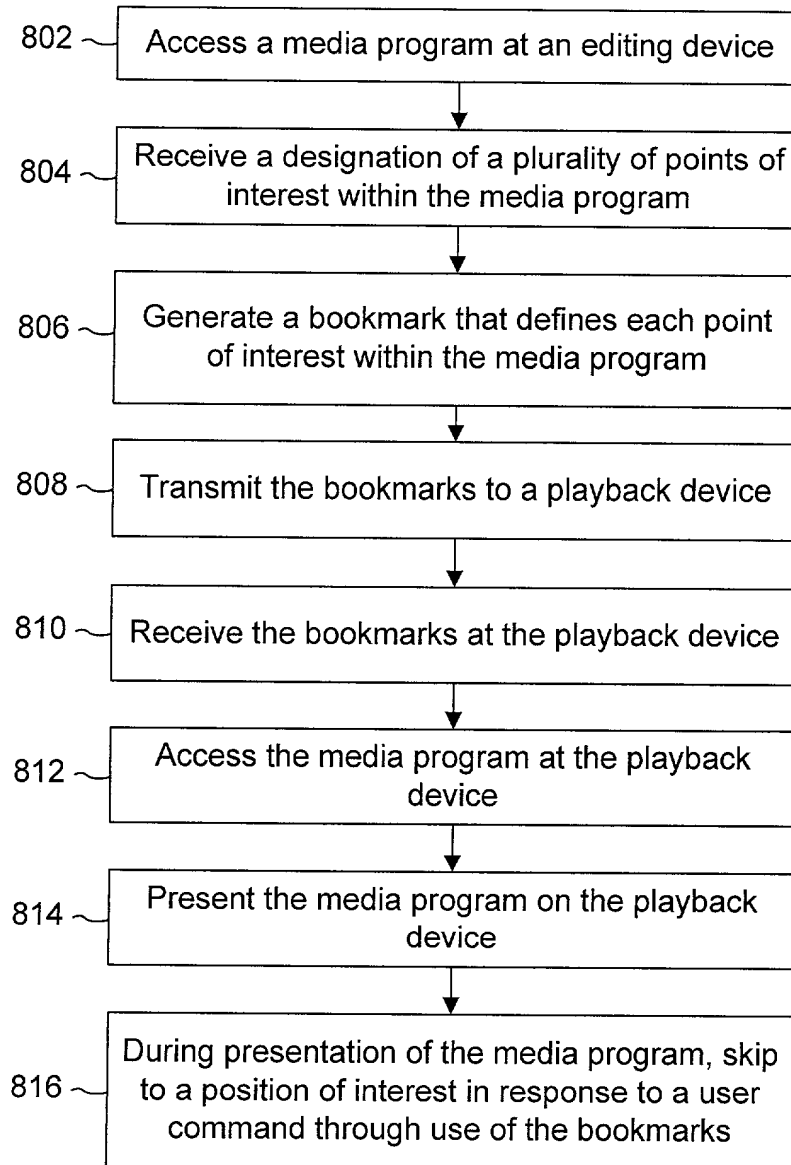 802
Access a media program at an editing device
804
Receive a designation of a plurality of points of
interest within the media program
806
Generate a bookmark that defines each point
of interest within the media program
808
Transmit the bookmarks to a playback device
810
Receive the bookmarks at the playback device
812
Access the media program at the playback
device
814
Present the media program on the playback
device
816
During presentation of the media program, skip
to a position of interest in response to a user
command through use of the bookmarks